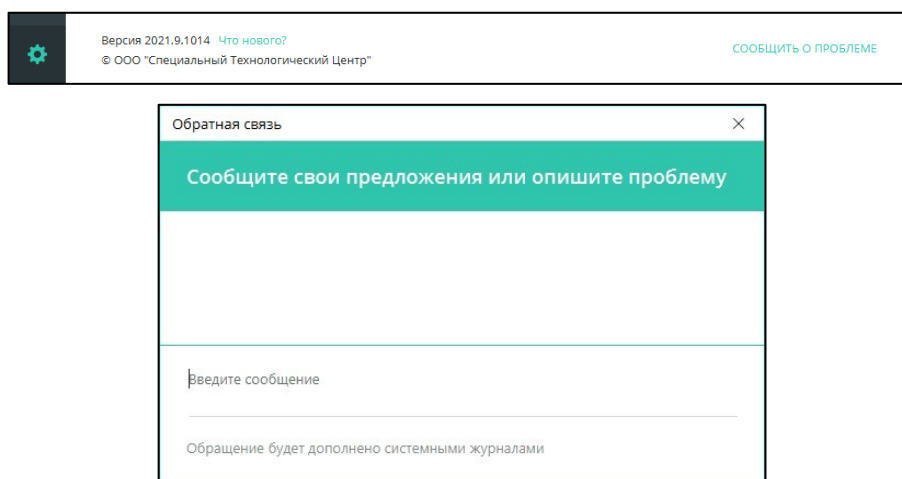 Версия 2021.9.1014 Что нового?
© ООО "Специальный Технологический Центр"
СООБЩИТЬ О ПРОБЛЕМЕ
Обратная связь
Сообщите свои предложения или опишите проблему
Введите сообщение
Обращение будет дополнено системными журналами